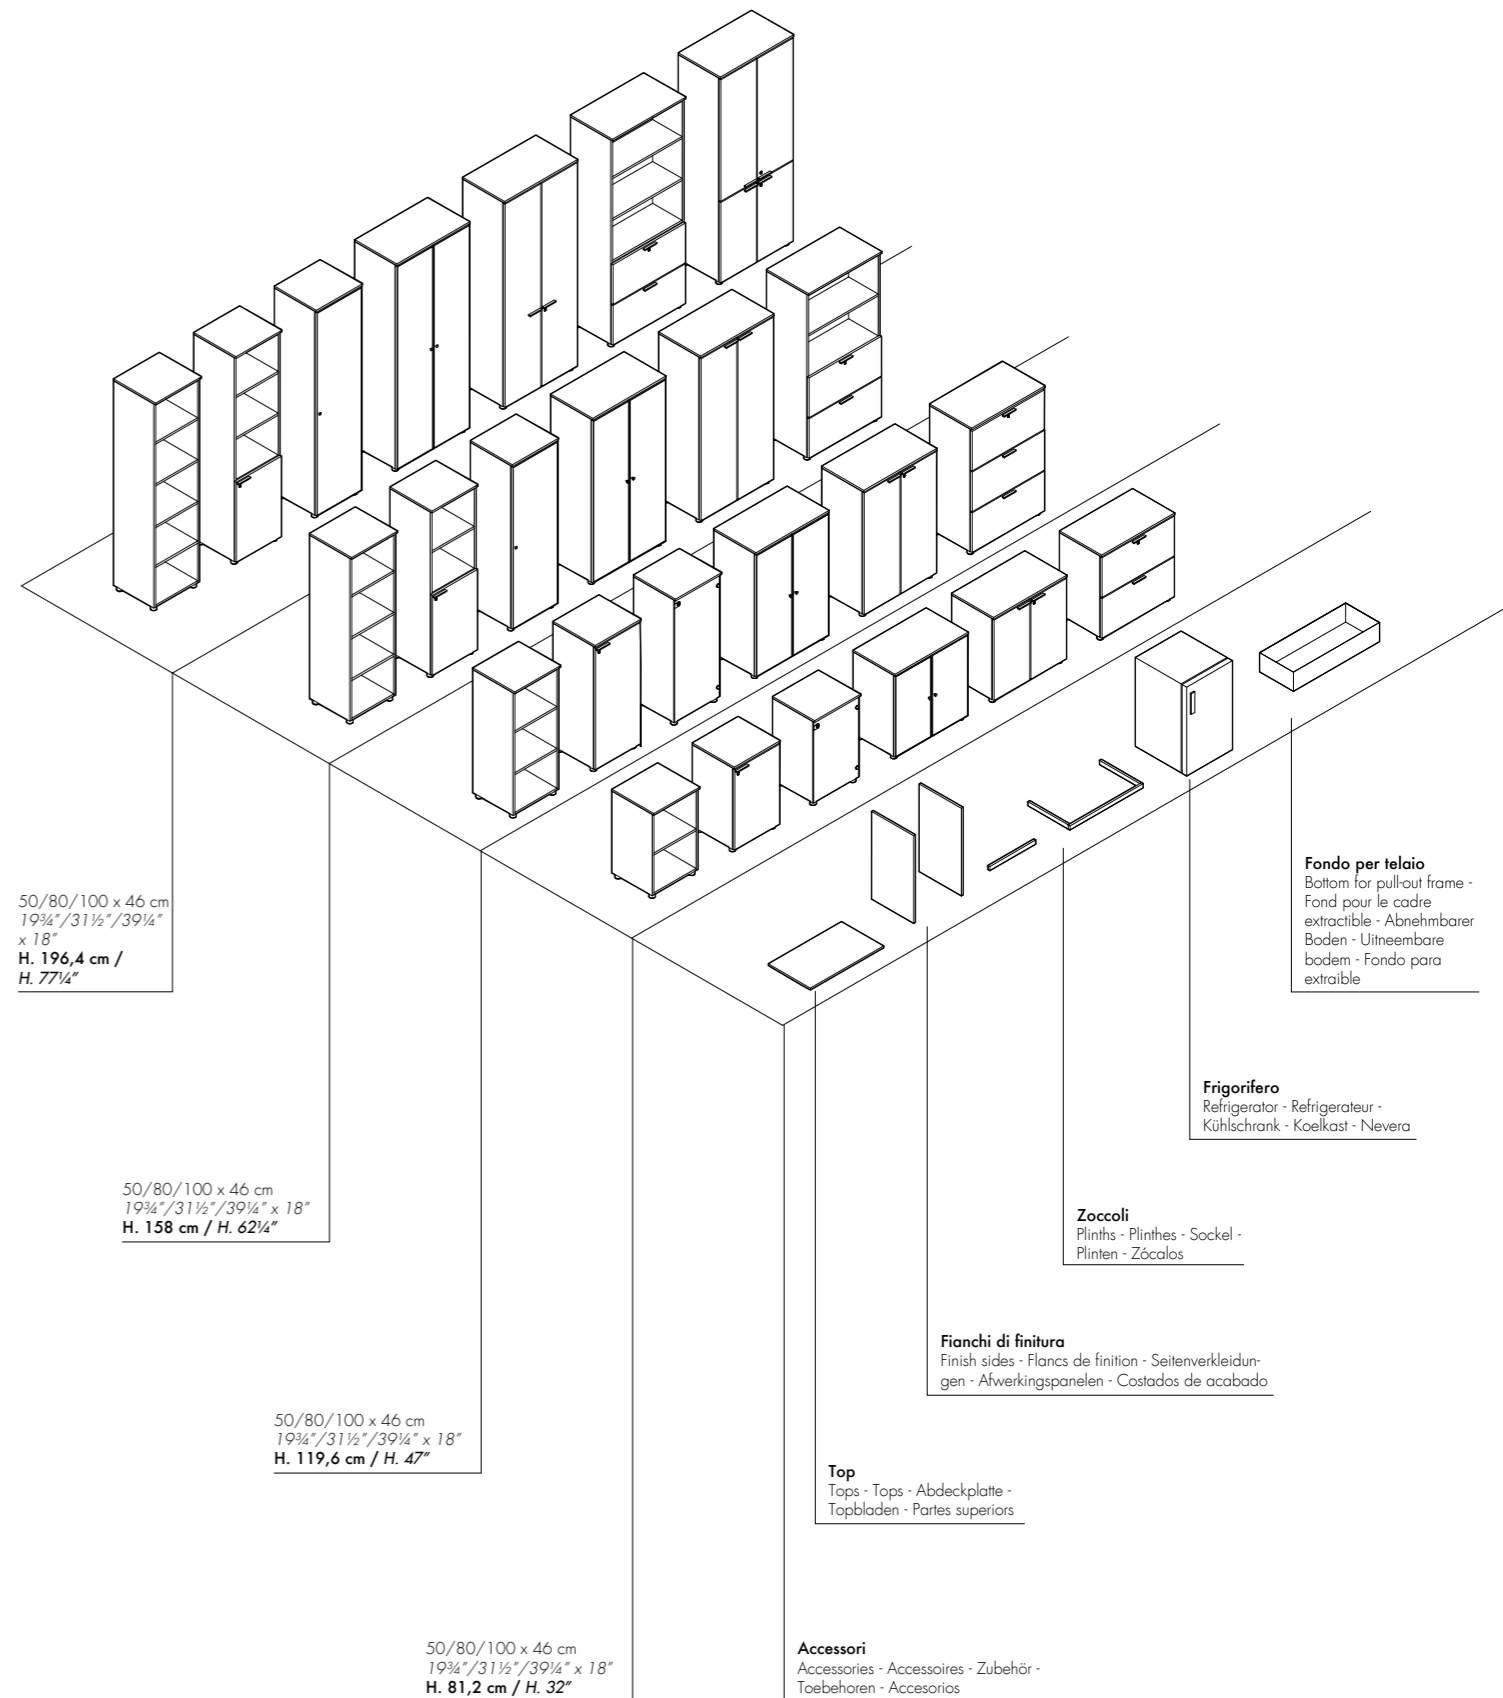 50/80/100 x 46 cm
19¾"/31½"/39¼"
x 18"
H. 196,4 cm /
H. 77¼"
50/80/100 x 46 cm
19¾"/31½"/39¼" x 18"
H. 158 cm / H. 62¼"
50/80/100 x 46 cm
19¾"/31½"/39¼" x 18"
H. 119,6 cm / H. 47"
50/80/100 x 46 cm
19¾"/31½"/39¼" x 18"
H. 81,2 cm / H. 32"
Fondo per telaio
Bottom for pull-out frame -
Fond pour le cadre
extractible - Abnehmbarer
Boden - Uitneembare
bodem - Fondo para
extraible
Frigorifero
Refrigerator - Refrigerateur -
Kühlschrank - Koelkast - Nevera
Zoccoli
Plinths - Plinthes - Sockel -
Plinten - Zócalos
Fianchi di finitura
Finish sides - Flancs de finition - Seitenverkleidun-
gen - Afwerkingspanelen - Costados de acabado
Top
Tops - Tops - Abdeckplatte -
Topbladen - Partes superiors
Accessori
Accessories - Accessoires - Zubehör -
Toebehoren - Accesorios